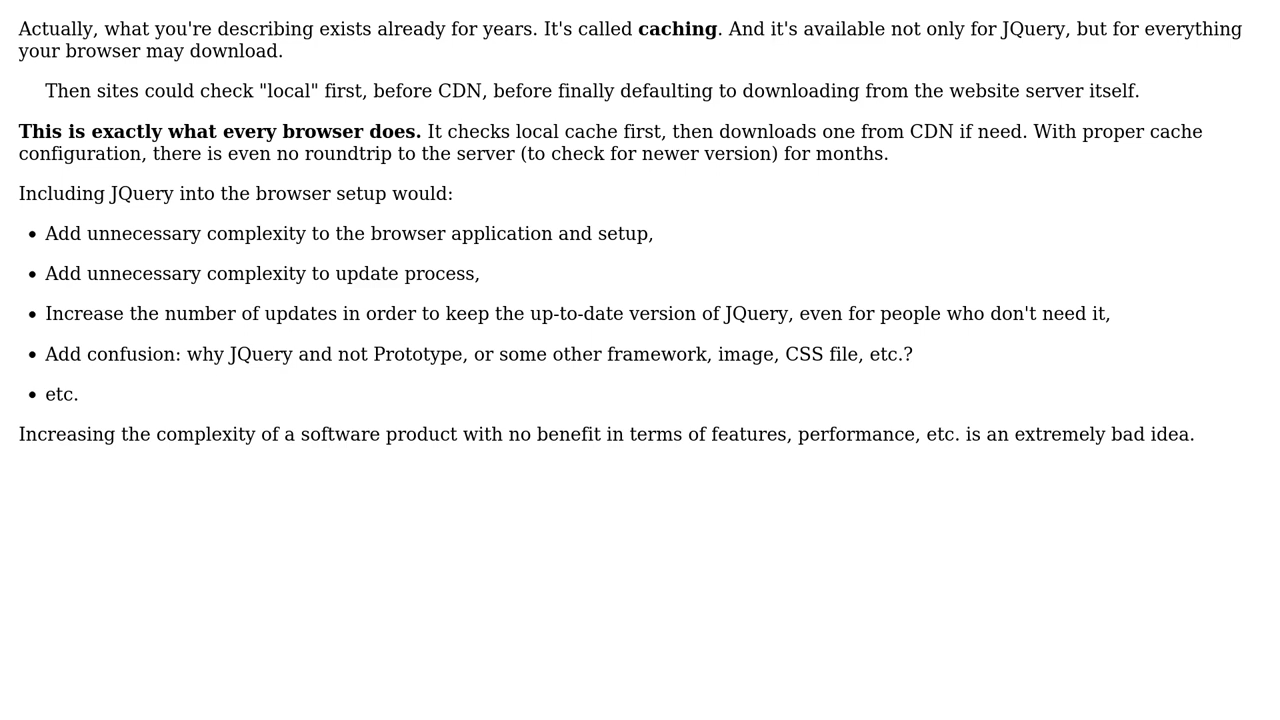 Actually, what you're describing exists already for years. It's called caching. And it's available not only for JQuery, but for everything
your browser may download.
Then sites could check "local" first, before CDN, before finally defaulting to downloading from the website server itself.
This is exactly what every browser does. It checks local cache first, then downloads one from CDN if need. With proper cache
configuration, there is even no roundtrip to the server (to check for newer version) for months.
Including JQuery into the browser setup would:
• Add unnecessary complexity to the browser application and setup,
• Add unnecessary complexity to update process,
• Increase the number of updates in order to keep the up-to-date version of JQuery, even for people who don't need it,
• Add confusion: why JQuery and not Prototype, or some other framework, image, CSS file, etc.?
• etc.
Increasing the complexity of a software product with no benefit in terms of features, performance, etc. is an extremely bad idea.